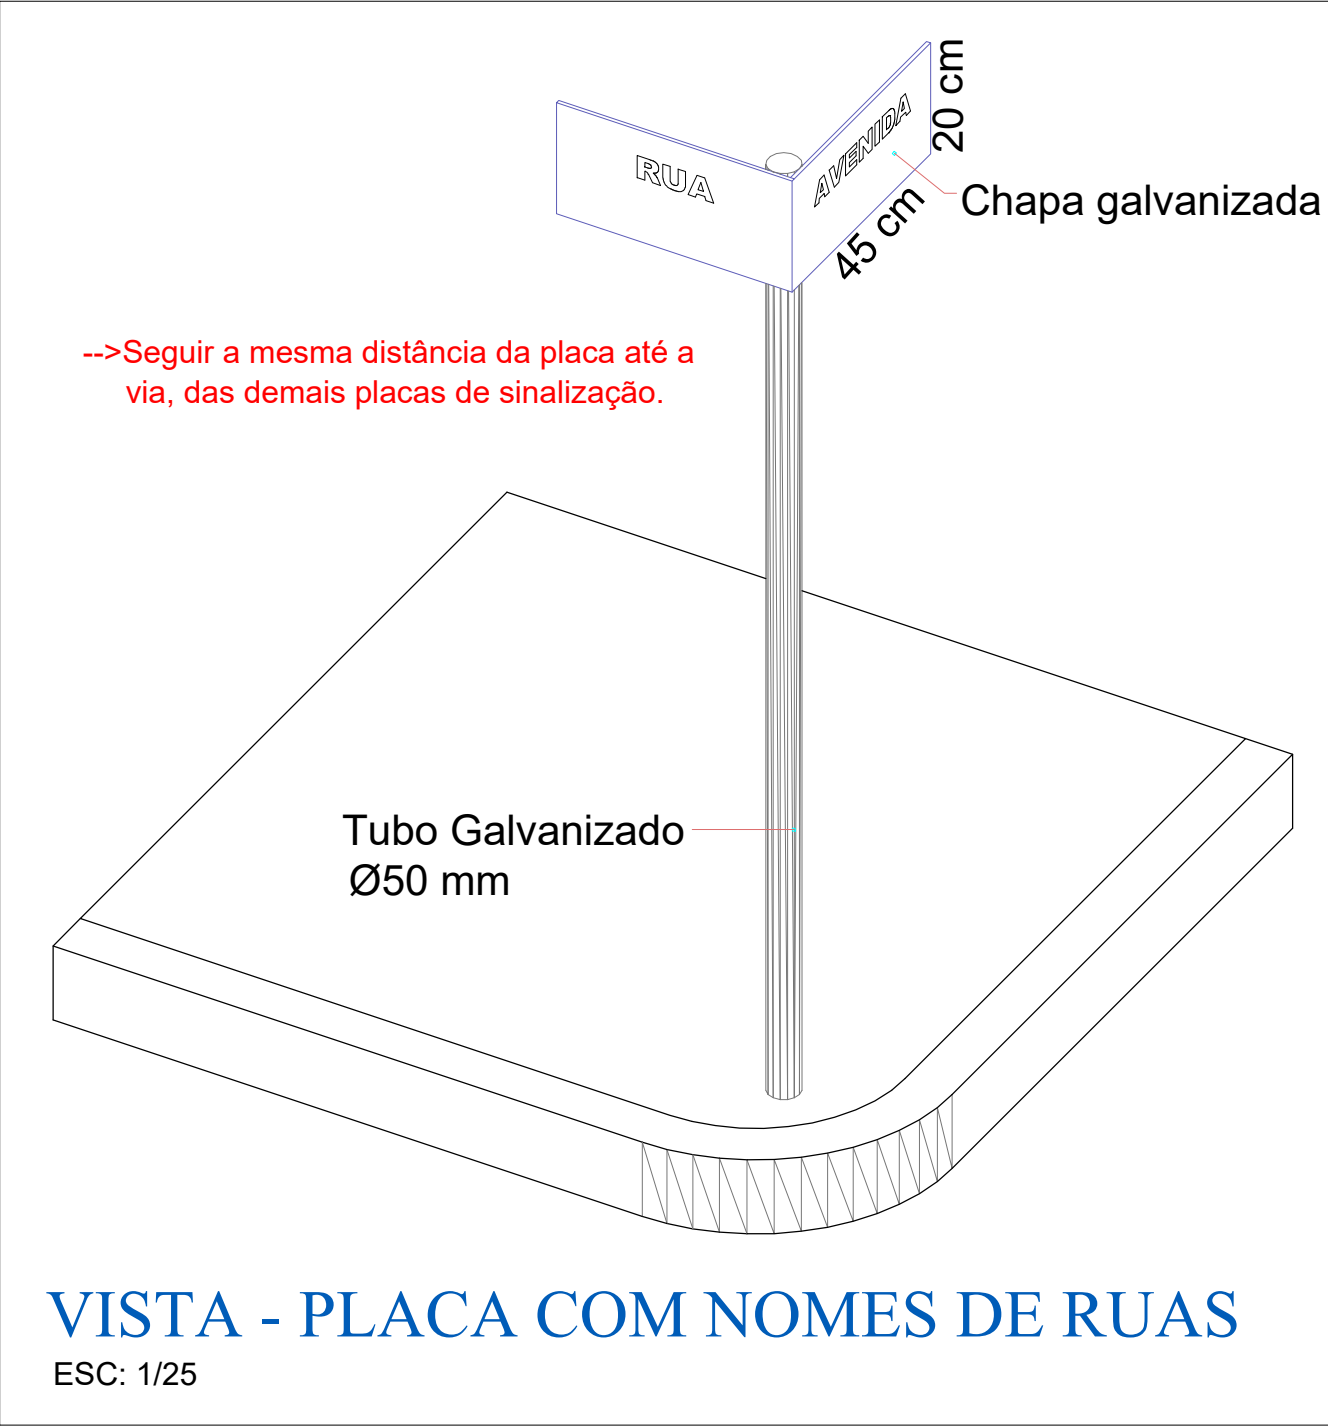 20 cm
AVENIDA
RUA
Chapa galvanizada
45 cm
-->Seguir a mesma distância da placa até a
via, das demais placas de sinalização.
Tubo Galvanizado
Ø50 mm
VISTA - PLACA COM NOMES DE RUAS
ESC: 1/25